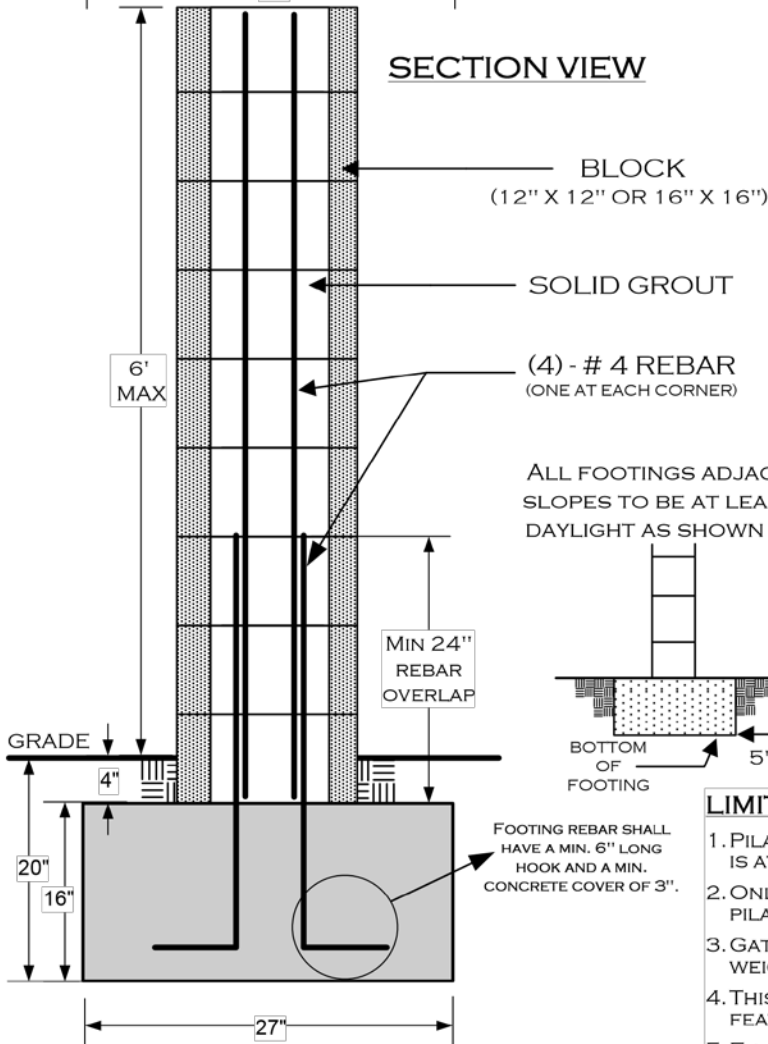 SECTION VIEW
BLOCK
(12" X 12" OR 16" X 16")
SOLID GROUT
(4) - # 4 REBAR
(ONE AT EACH CORNER)
6'
MAX
ALL FOOTINGS ADJAC
SLOPES TO BE AT LEA
DAYLIGHT AS SHOWN
MIN 24"
REBAR
OVERLAP
GRADE
4"
BOTTOM
OF
FOOTING
5'
20"
16"
FOOTING REBAR SHALL
HAVE A MIN. 6" LONG
HOOK AND A MIN.
CONCRETE COVER OF 3".
27"
LIMIT
1. PILA
IS A
2. ONL
PILA
3. GAT
WEI
4. THIS
FEA